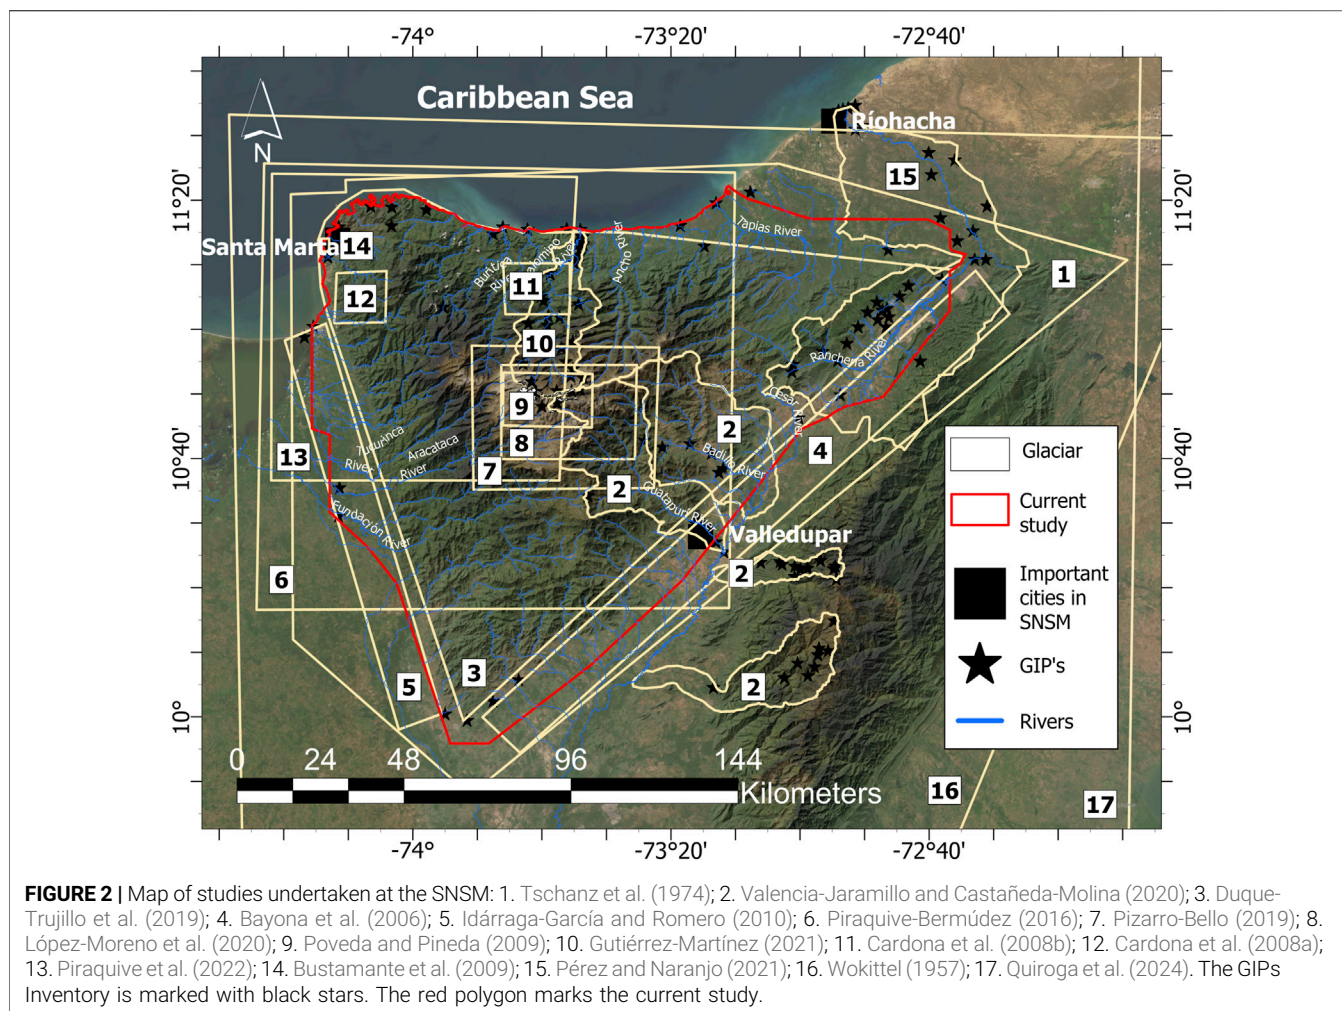 -74°
-73°20'
-72°40'
Caribbean Sea
N
Ríohacha
15
11°20'
11°20'
Santa Marta
14
Tapias River
Buritica
River
Palomino
River
Ancho River
1
12
11
10
Ranchería River
9
Cesar River
2
8
4
Tucurinca
River
Aracataca
River
13
7
Badillo River
10°40'
10°40'
2
Guatapurí River
Fundación River
Valledupar
6
2
3
5
2
10°
10°
Glaciar
Current
study
Important
cities in
SNSM
GIP's
Rivers
0 24 48 96 144
Kilometers
16
17
-74°
-73°20'
-72°40'
FIGURE 2 | Map of studies undertaken at the SNSM: 1. Tschanz et al. (1974); 2. Valencia-Jaramillo and Castañeda-Molina (2020); 3. Duque-
Trujillo et al. (2019); 4. Bayona et al. (2006); 5. Idárraga-García and Romero (2010); 6. Piraquive-Bermúdez (2016); 7. Pizarro-Bello (2019); 8.
López-Moreno et al. (2020); 9. Poveda and Pineda (2009); 10. Gutiérrez-Martínez (2021); 11. Cardona et al. (2008b); 12. Cardona et al. (2008a);
13. Piraquive et al. (2022); 14. Bustamante et al. (2009); 15. Pérez and Naranjo (2021); 16. Wokittel (1957); 17. Quiroga et al. (2024). The GIPs
Inventory is marked with black stars. The red polygon marks the current study.